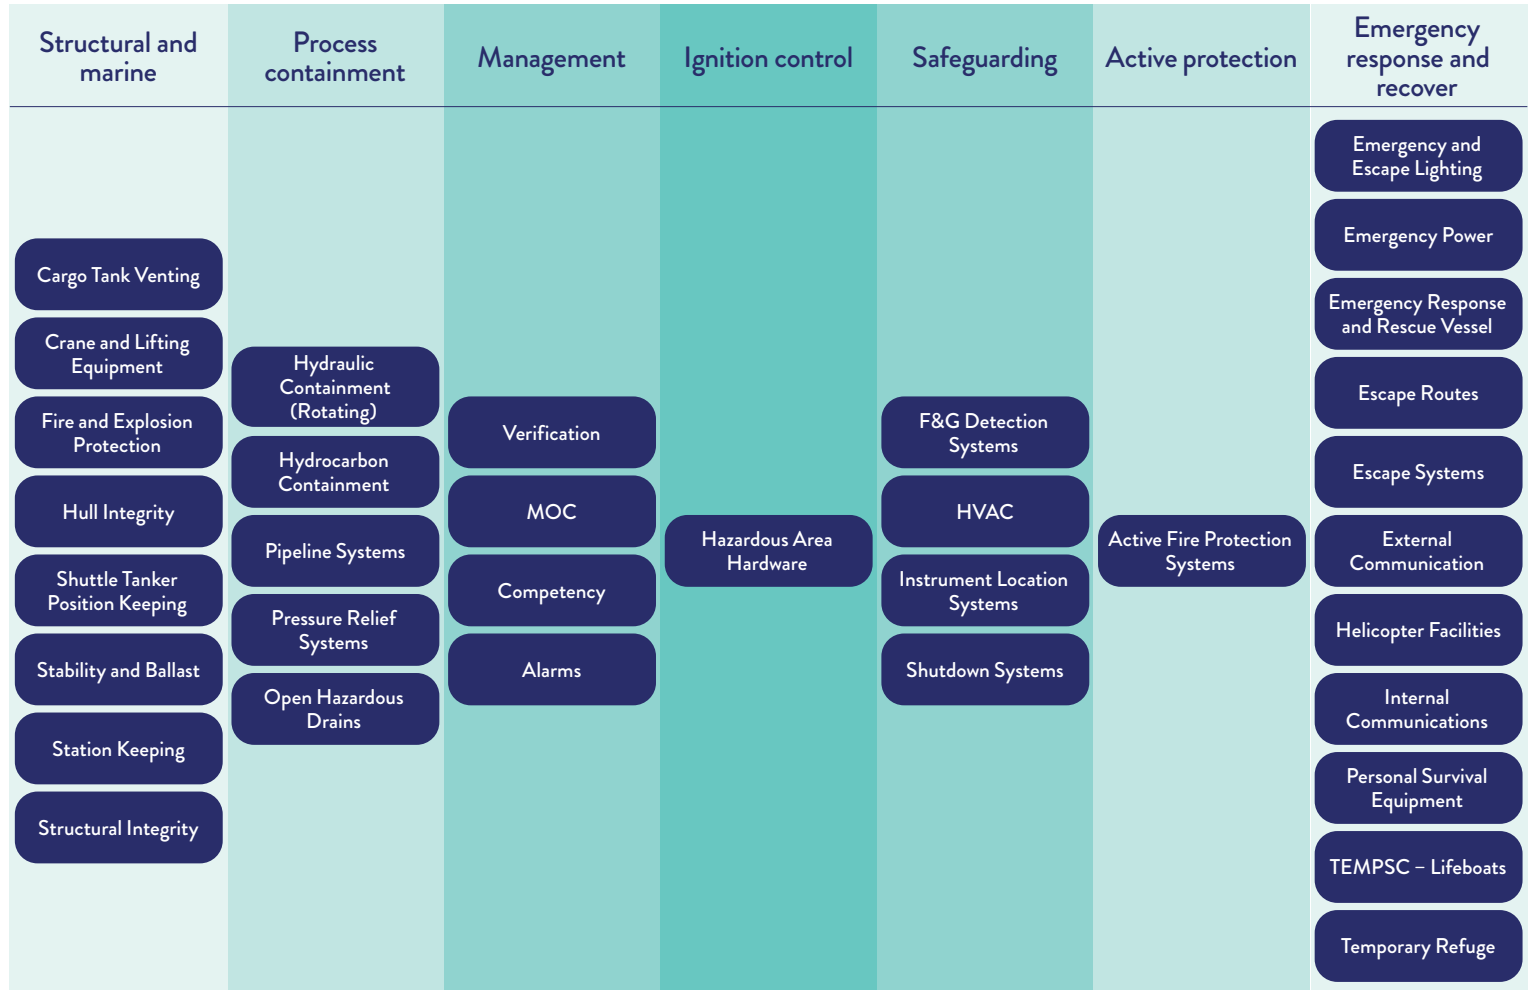 Structural and
marine
Process
containment
Management
Ignition control
Safeguarding
Active protection
Emergency
response and
recover
Cargo Tank Venting
Crane and Lifting
Equipment
Fire and Explosion
Protection
Hull Integrity
Shuttle Tanker
Position Keeping
Stability and Ballast
Station Keeping
Structural Integrity
Hydraulic
Containment
(Rotating)
Hydrocarbon
Containment
Pipeline Systems
Pressure Relief
Systems
Open Hazardous
Drains
Verification
MOC
Competency
Alarms
Hazardous Area
Hardware
F&G Detection
Systems
HVAC
Instrument Location
Systems
Shutdown Systems
Active Fire Protection
Systems
Emergency and
Escape Lighting
Emergency Power
Emergency Response
and Rescue Vessel
Escape Routes
Escape Systems
External
Communication
Helicopter Facilities
Internal
Communications
Personal Survival
Equipment
TEMPSC – Lifeboats
Temporary Refuge